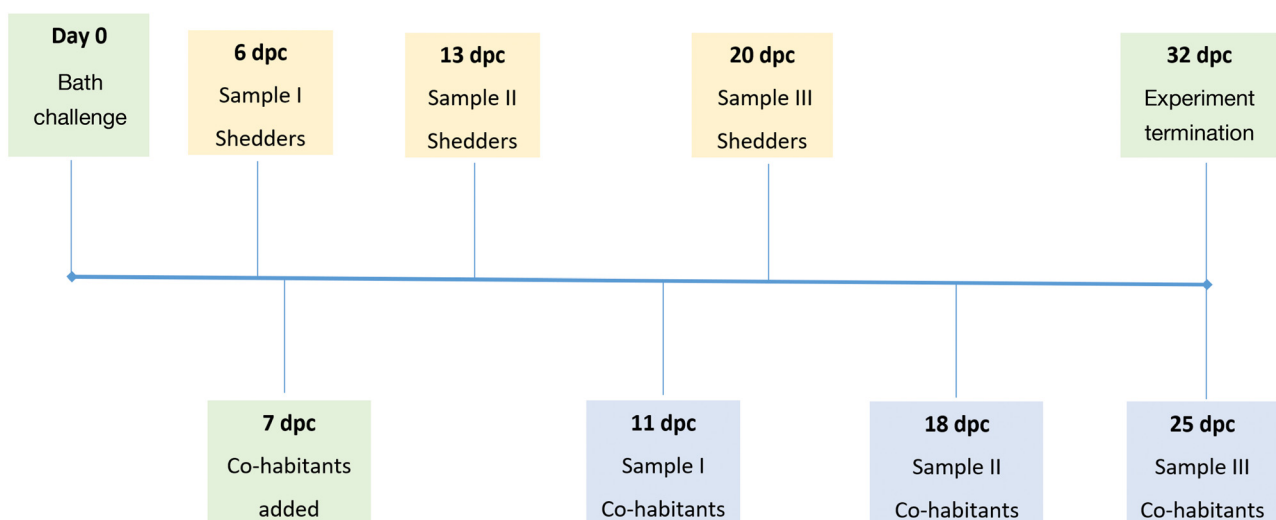 Day 0
Bath
challenge
6 dpc
Sample I
Shedders
13 dpc
Sample II
Shedders
20 dpc
Sample III
Shedders
32 dpc
Experiment
termination
7 dpc
Co-habitants
added
11 dpc
Sample I
Co-habitants
18 dpc
Sample II
Co-habitants
25 dpc
Sample III
Co-habitants